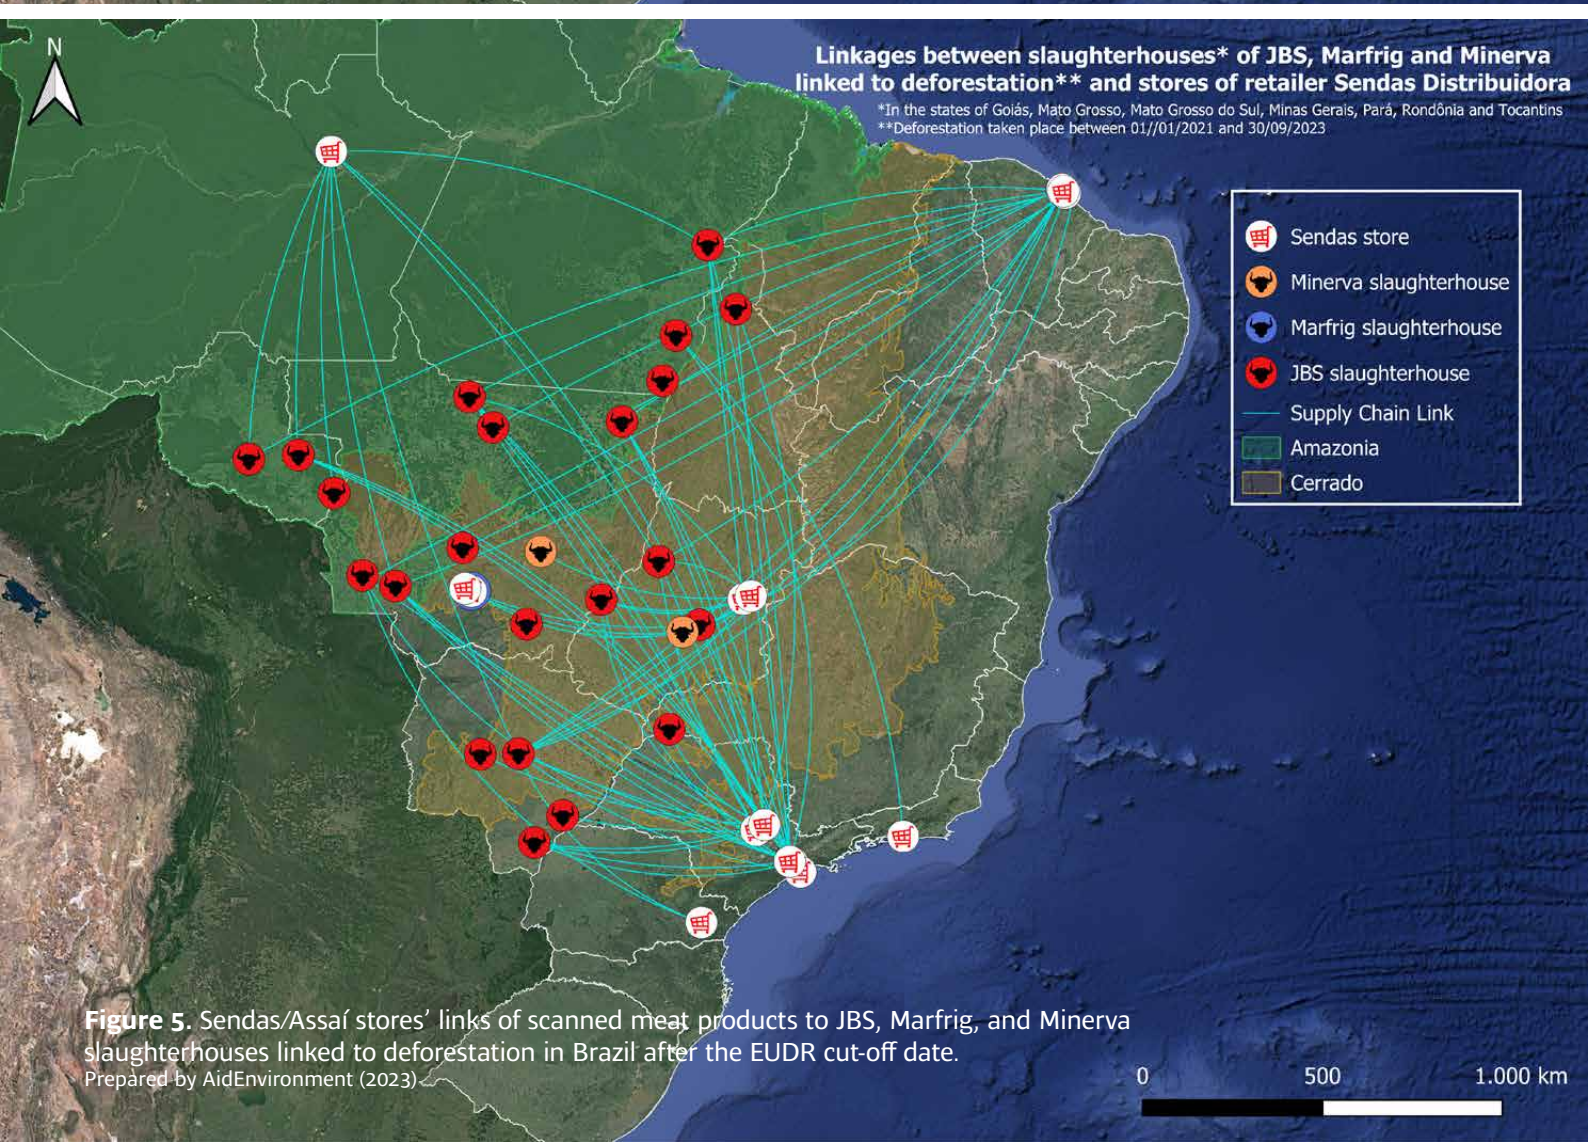 N
Linkages between slaughterhouses* of JBS, Marfrig and Minerva
linked to deforestation** and stores of retailer Sendas Distribuidora
*In the states of Goiás, Mato Grosso, Mato Grosso do Sul, Minas Gerais, Pará, Rondônia and Tocantins
**Deforestation taken place between 01//01/2021 and 30/09/2023
Sendas store
Minerva slaughterhouse
Marfrig slaughterhouse
JBS slaughterhouse
Supply Chain Link
Amazonia
Cerrado
Figure 5. Sendas/Assaí stores’ links of scanned meat products to JBS, Marfrig, and Minerva
slaughterhouses linked to deforestation in Brazil after the EUDR cut-off date.
Prepared by AidEnvironment (2023)
0 500 1.000 km